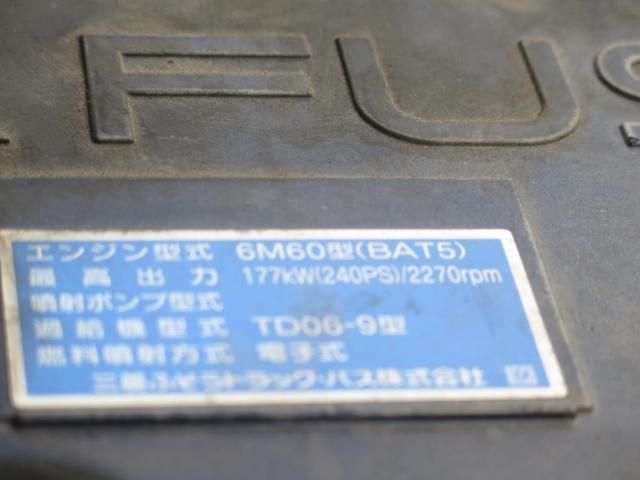 FUS
エンジン型式 6M60型(BAT5)
最高出力 177kW(240PS)/2270rpm
噴射ポンプ型式
過給機型式 TD06-9型
燃料噴射方式 電子式
三菱ふそうトラック・バス株式会社